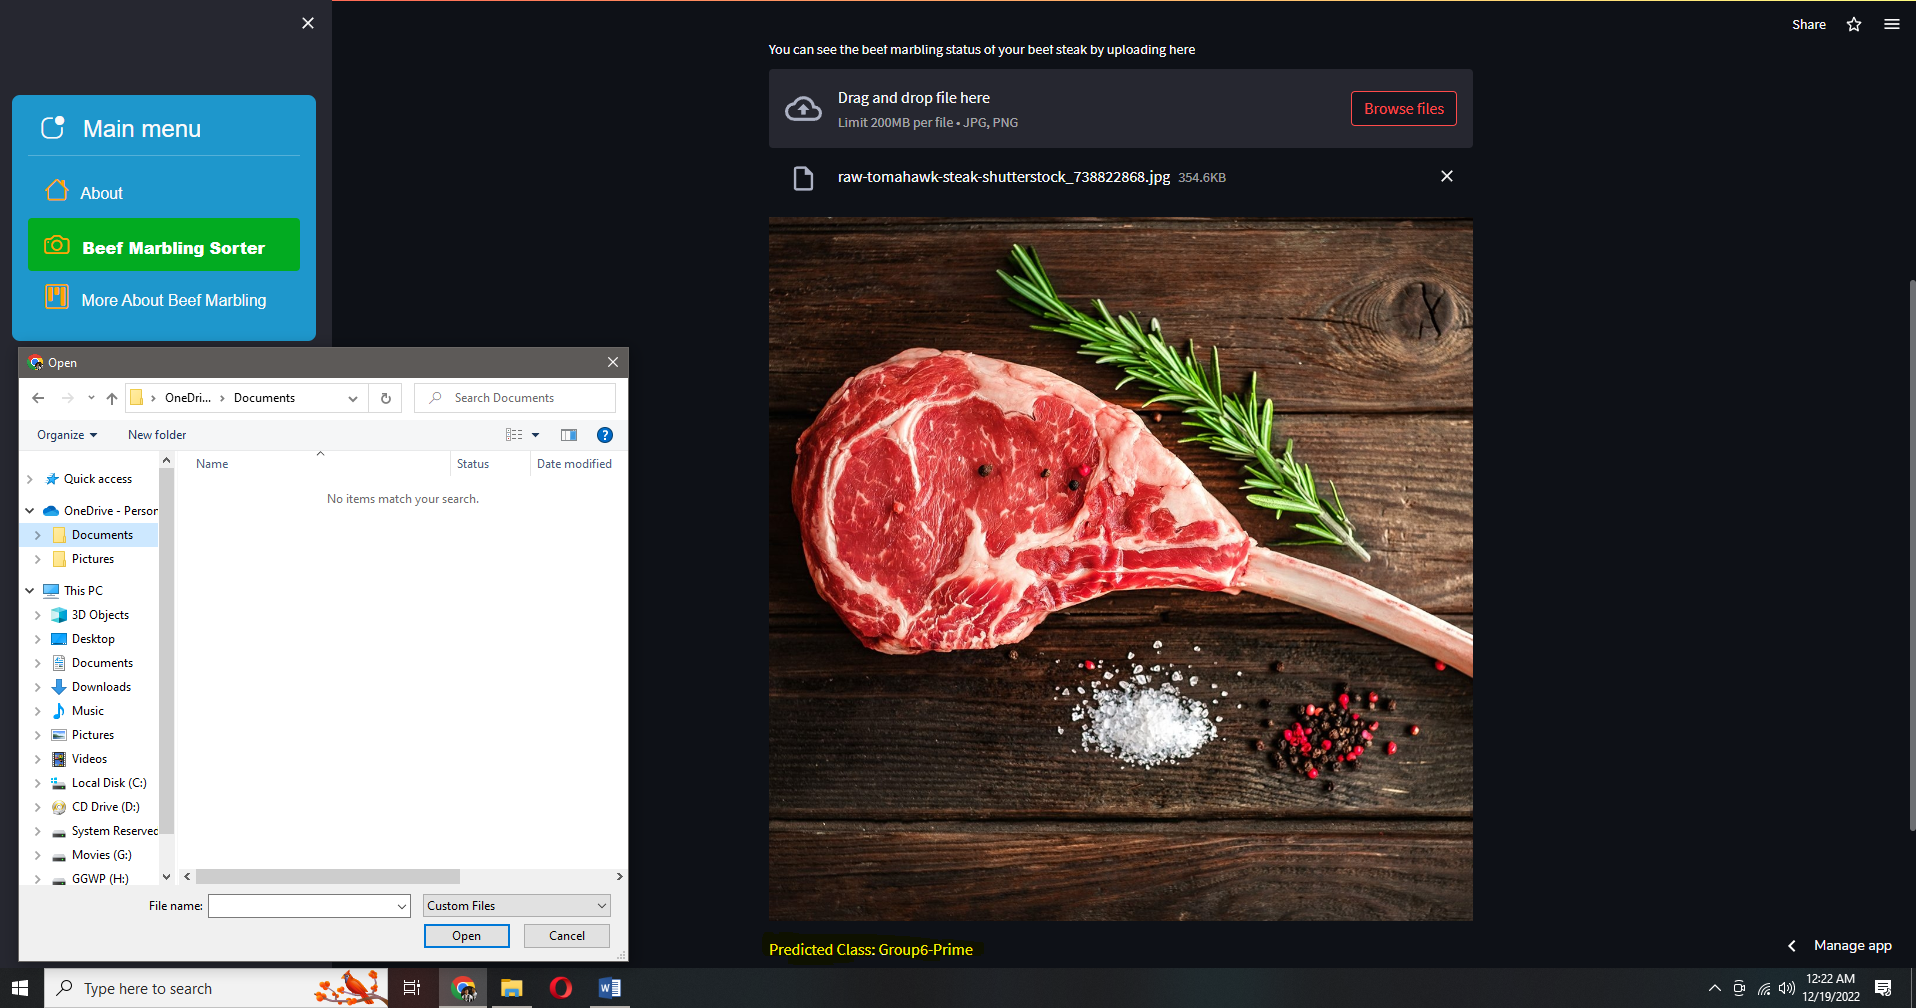 Share
You can see the beef marbling status of your beef steak by uploading here
Main menu
About
Beef Marbling Sorter
More About Beef Marbling
Drag and drop file here
Limit 200MB per file • JPG, PNG
Browse files
raw-tomahawk-steak-shutterstock_738822868.jpg 354.6KB
Open
OneDri... › Documents
Search Documents
Organize
New folder
Name
Status
Date modified
No items match your search.
Quick access
OneDrive - Person
Documents
Pictures
This PC
3D Objects
Desktop
Documents
Downloads
Music
Pictures
Videos
Local Disk (C:)
CD Drive (D:)
System Reserved
Movies (G:)
GGWP (H:)
File name:
Custom Files
Open
Cancel
Predicted Class: Group6-Prime
Manage app
Type here to search
12:22 AM
12/19/2022